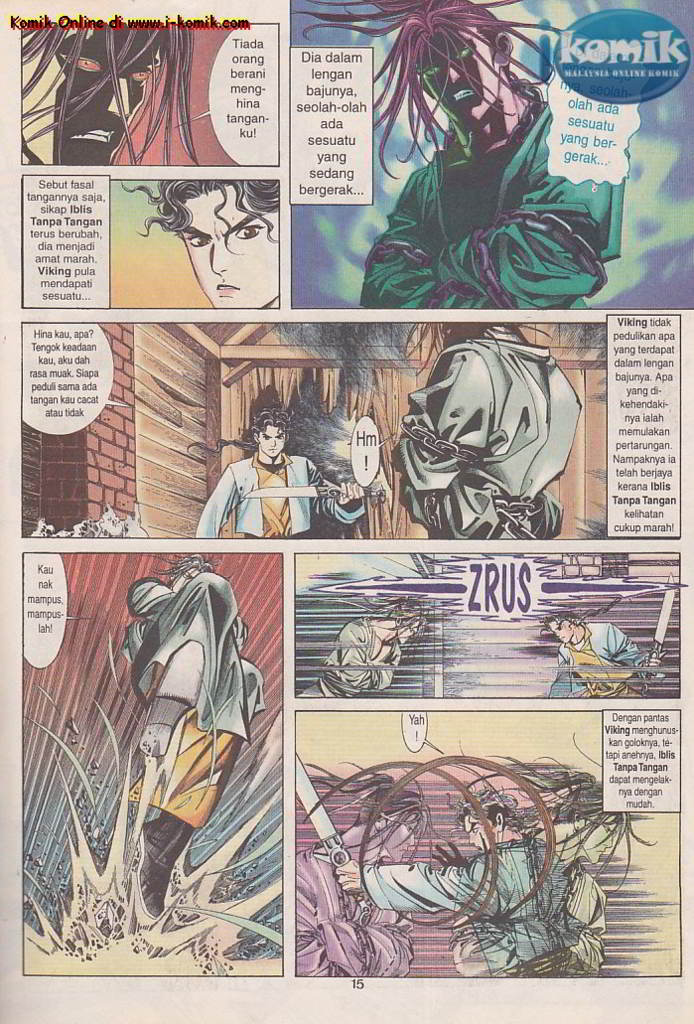 Komik Online di www.i-komik.com
Tiada
orang
berani
meng-
hina
tangan-
ku!
Dia dalam
lengan
bajunya,
seolah-olah
ada
sesuatu
yang
sedang
bergerak...
komik
MALAYSIA ONLINE KOMIK
nya, seolah-
olah ada
sesuatu
yang ber-
gerak...
Sebut fasal
tangannya saja,
sikap Iblis
Tanpa Tangan
terus berubah,
dia menjadi
amat marah.
Viking pula
mendapati
sesuatu...
Hina kau, apa?
Tengok keadaan
kau, aku dah
rasa muak. Siapa
peduli sama ada
tangan kau cacat
atau tidak
Hm
!
Viking tidak
pedulikan apa
yang terdapat
dalam lengan
bajunya. Apa
yang di-
kehendaki-
nya ialah
memulakan
pertarungan.
Nampaknya ia
telah berjaya
kerana Iblis
Tanpa Tangan
kelihatan
cukup marah!
Kau
nak
mampus,
mampus-
lah!
ZRUS
Yah
!
Dengan pantas
Viking menghunus-
kan goloknya, te-
tapi anehnya, Iblis
Tanpa Tangan
dapat mengelak-
nya dengan
mudah.
15